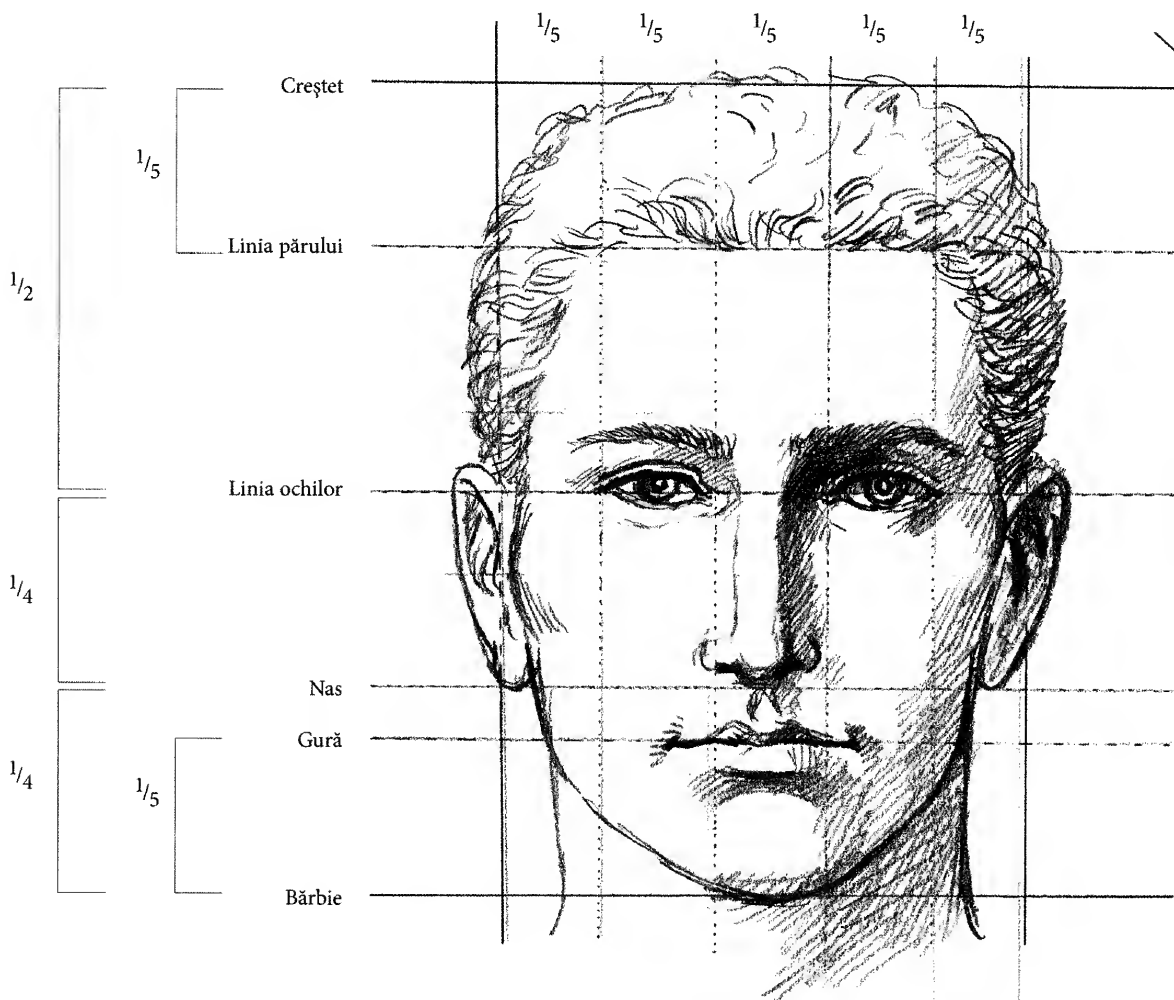 1/5 1/5 1/5 1/5 1/5
Creştet
1/5
Linia părului
1/2
Linia ochilor
1/4
Nas
Gură
1/4
1/5
Bărbie